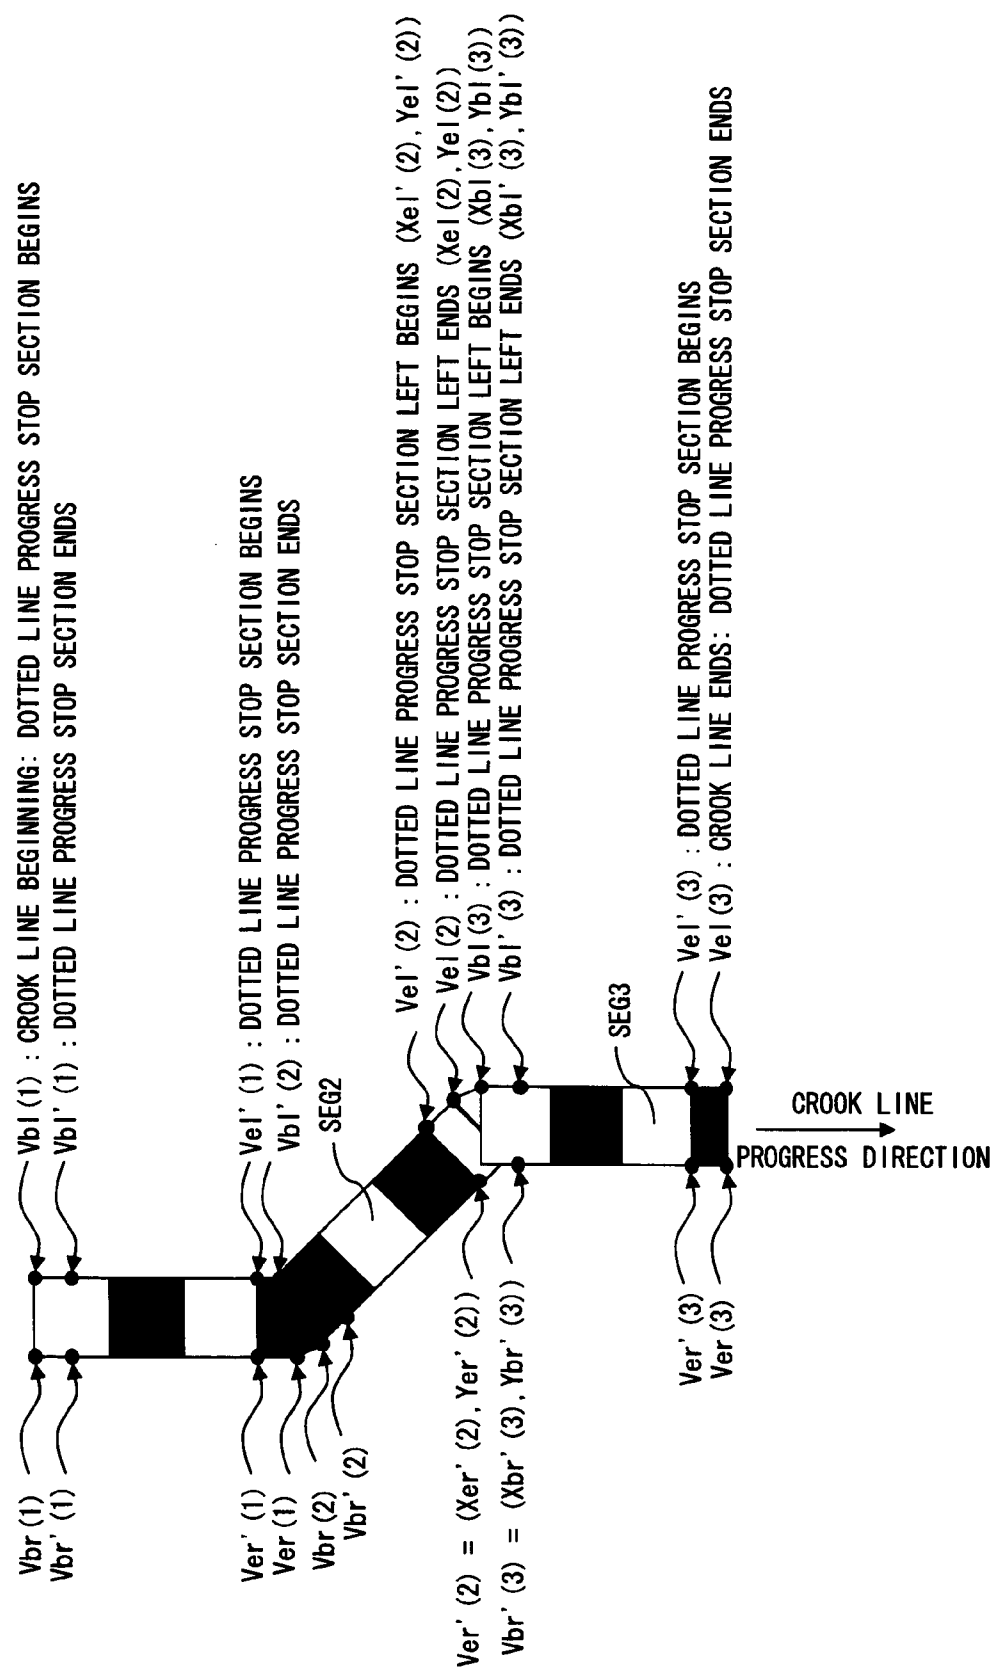 Vbl(1) : CROOK LINE BEGINNING: DOTTED LINE PROGRESS STOP SECTION BEGINS
Vbl'(1) : DOTTED LINE PROGRESS STOP SECTION ENDS
Vel'(1) : DOTTED LINE PROGRESS STOP SECTION BEGINS
Vbl'(2) : DOTTED LINE PROGRESS STOP SECTION ENDS
SEG2
Vel'(2) : DOTTED LINE PROGRESS STOP SECTION LEFT BEGINS (Xel'(2), Yel'(2))
Vel(2) : DOTTED LINE PROGRESS STOP SECTION LEFT ENDS (Xel(2), Yel(2))
Vbl(3) : DOTTED LINE PROGRESS STOP SECTION LEFT BEGINS (Xbl(3), Ybl(3))
Vbl'(3) : DOTTED LINE PROGRESS STOP SECTION LEFT ENDS (Xbl'(3), Ybl'(3))
SEG3
Vel'(3) : DOTTED LINE PROGRESS STOP SECTION BEGINS
Vel(3) : CROOK LINE ENDS: DOTTED LINE PROGRESS STOP SECTION ENDS
CROOK LINE
PROGRESS DIRECTION
Vbr(1)
Vbr'(1)
Ver'(1)
Ver(1)
Vbr(2)
Vbr'(2)
Ver'(2) = (Xer'(2), Yer'(2))
Vbr'(3) = (Xbr'(3), Ybr'(3))
Ver'(3)
Ver(3)